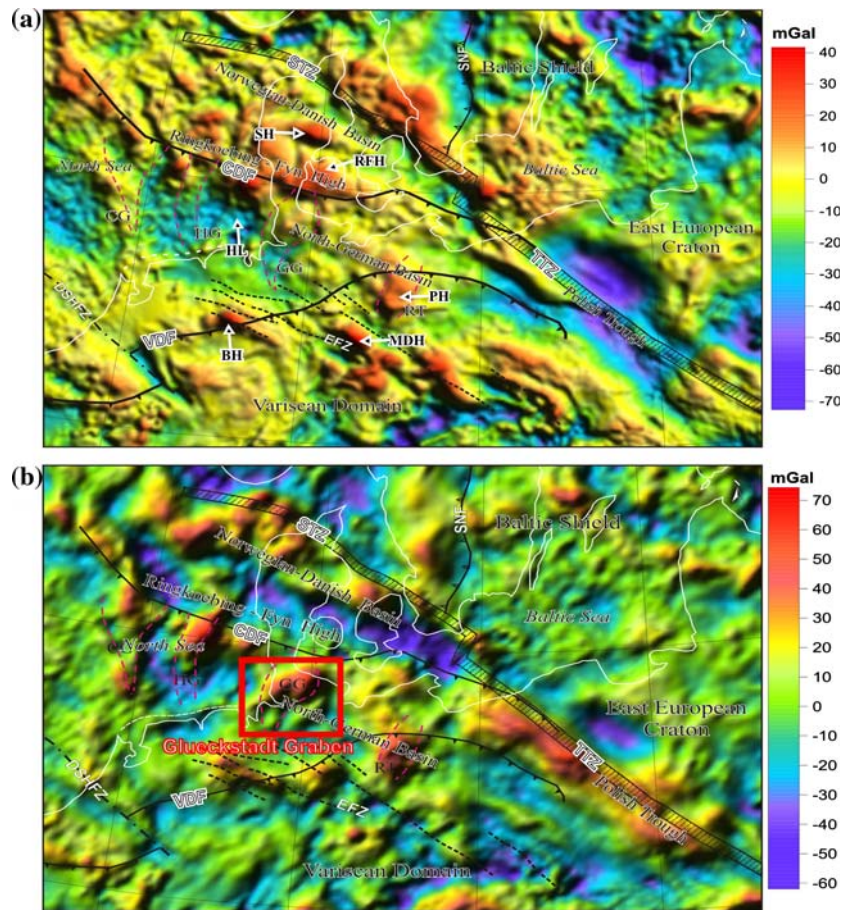 (a)
mGal
40
30
20
10
0
-10
-20
-30
-40
-50
-60
-70
STZ
SNF
Baltic Shield
Norwegian-Danish Basin
SH
RFH
Ringkoebing - Fyn High
North Sea
CDF
Baltic Sea
CG
HG
HL
GG
North-German Basin
East European
Craton
TTZ
Polish Trough
PH
RT
OSHFZ
VDF
BH
EFZ
MDH
Variscan Domain
(b)
mGal
70
60
50
40
30
20
10
0
-10
-20
-30
-40
-50
-60
STZ
SNF
Baltic Shield
Norwegian-Danish Basin
Ringkoebing - Fyn High
Baltic Sea
North Sea
CDF
HG
GG
North-German Basin
Glueckstadt Graben
East European
Craton
TTZ
Polish Trough
OSHFZ
VDF
EFZ
Variscan Domain